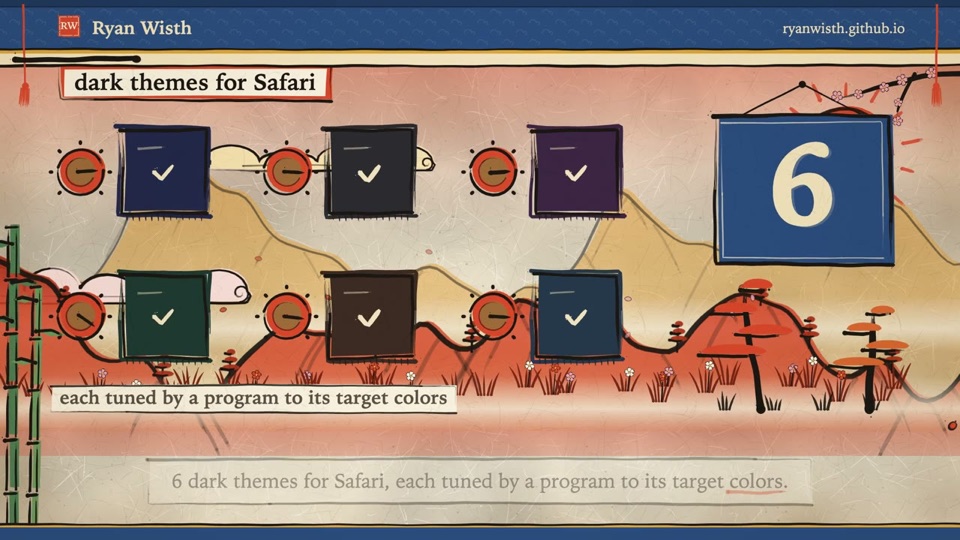 RW
Ryan Wisth
ryanwisth.github.io
dark themes for Safari
6
each tuned by a program to its target colors
6 dark themes for Safari, each tuned by a program to its target colors.